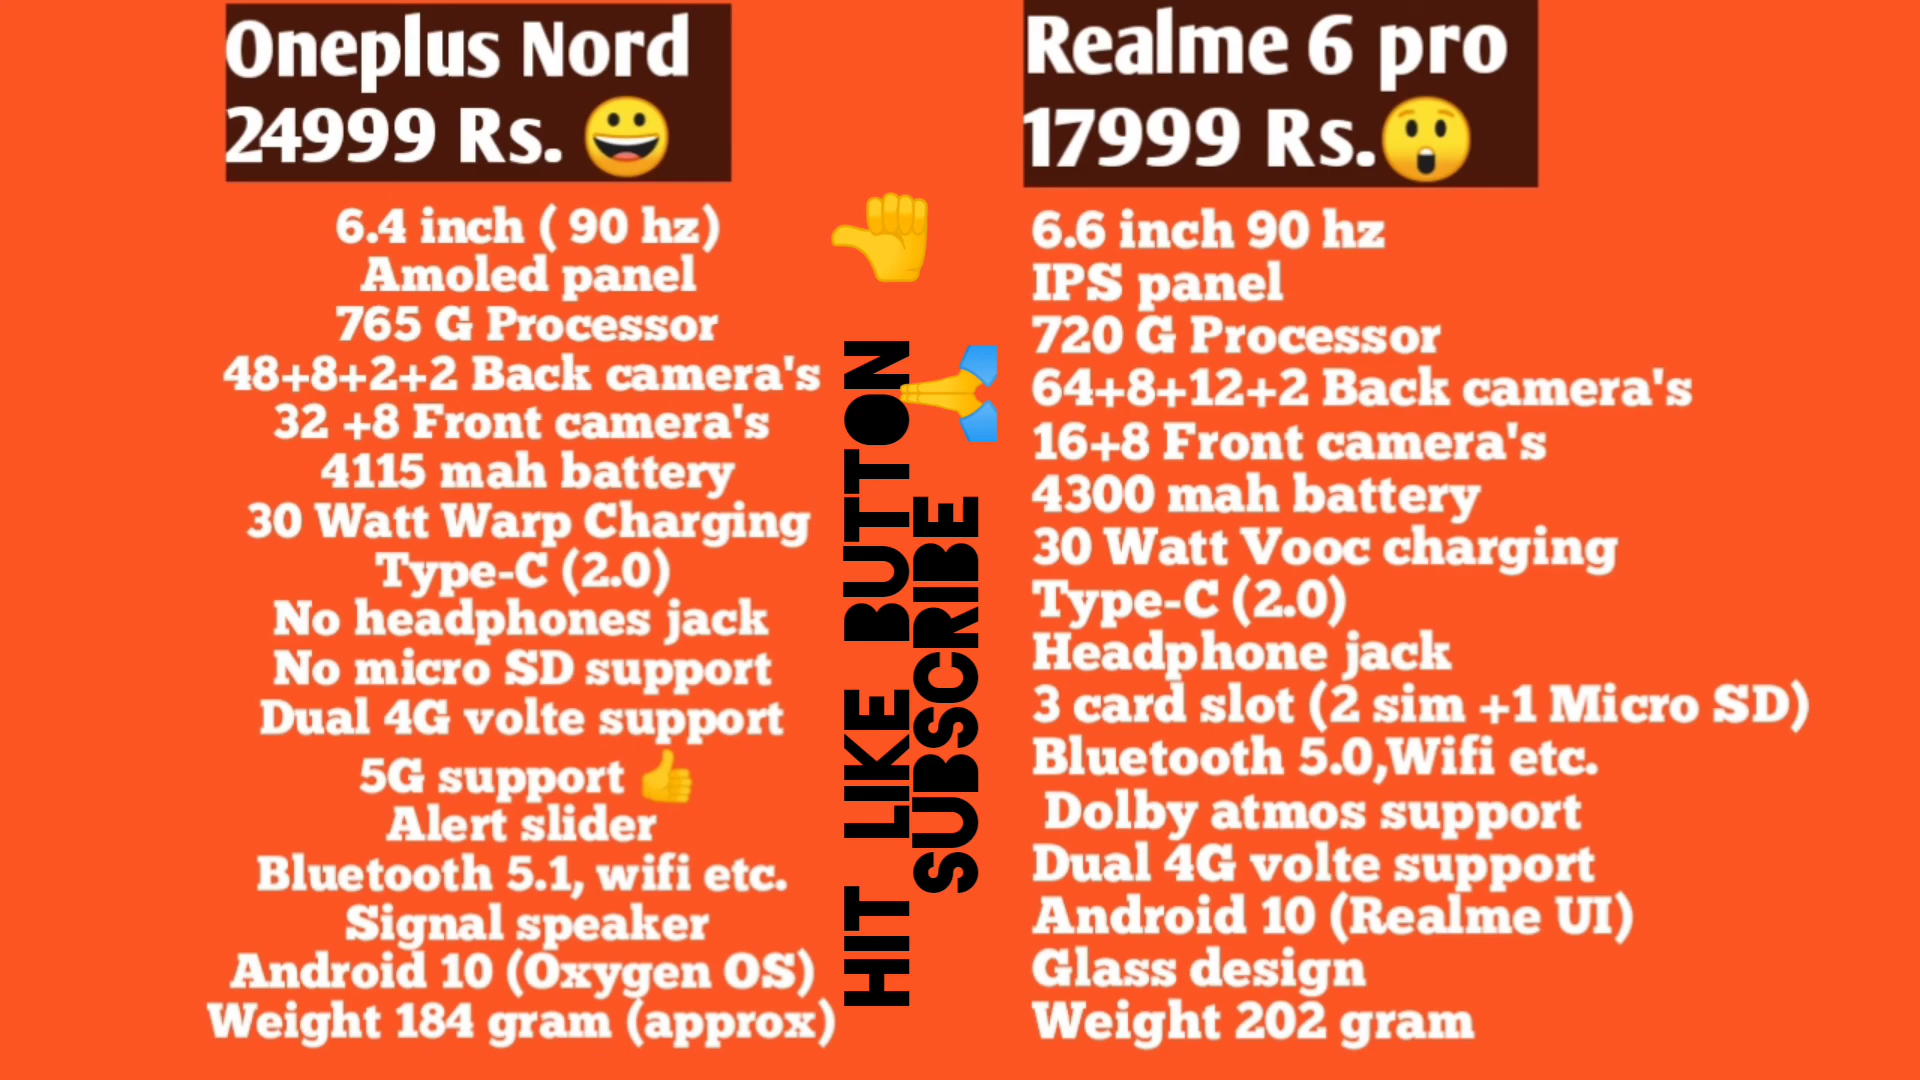 Oneplus Nord
24999 Rs. 😀
6.4 inch ( 90 hz)
Amoled panel
765 G Processor
48+8+2+2 Back camera's
32 +8 Front camera's
4115 mah battery
30 Watt Warp Charging
Type-C (2.0)
No headphones jack
No micro SD support
Dual 4G volte support
5G support 👍
Alert slider
Bluetooth 5.1, wifi etc.
Signal speaker
Android 10 (Oxygen OS)
Weight 184 gram (approx)
HIT LIKE BUTTON 👍
SUBSCRIBE 🙏
Realme 6 pro
17999 Rs.😲
6.6 inch 90 hz
IPS panel
720 G Processor
64+8+12+2 Back camera's
16+8 Front camera's
4300 mah battery
30 Watt Vooc charging
Type-C (2.0)
Headphone jack
3 card slot (2 sim +1 Micro SD)
Bluetooth 5.0,Wifi etc.
Dolby atmos support
Dual 4G volte support
Android 10 (Realme UI)
Glass design
Weight 202 gram